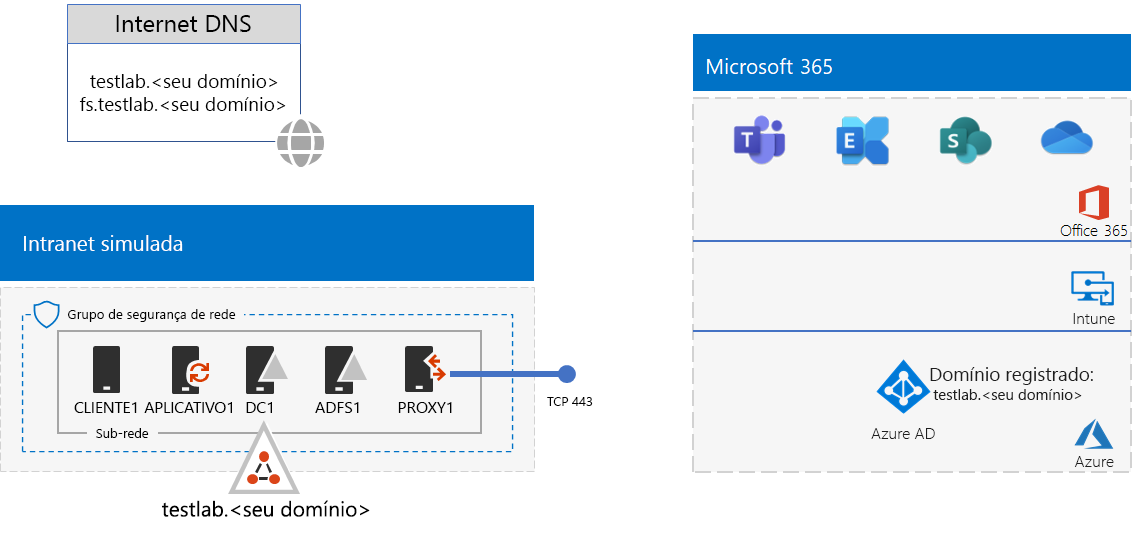 Internet DNS
testlab.<seu domínio>
fs.testlab.<seu domínio>
Microsoft 365
T
E
S
Office 365
Intune
Domínio registrado:
testlab.<seu domínio>
Azure AD
Azure
Intranet simulada
Grupo de segurança de rede
CLIENTE1 APLICATIVO1 DC1 ADFS1 PROXY1
TCP 443
Sub-rede
testlab.<seu domínio>